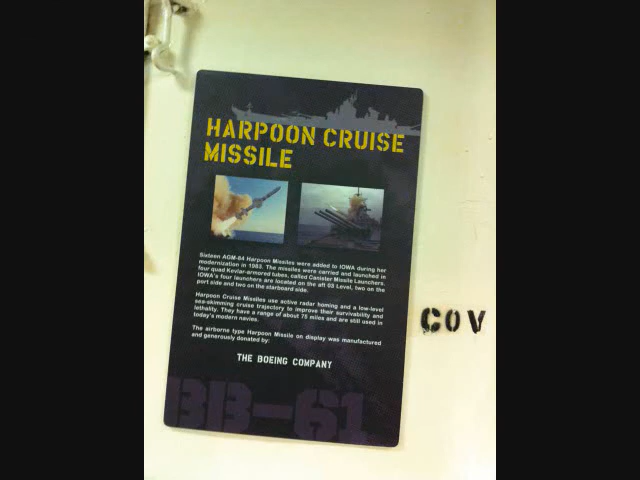 HARPOON CRUISE
MISSILE
Sixteen AGM-84 Harpoon Missiles were added to IOWA during her
modernization in 1983. The missiles were carried and launched in
four quad Kevlar-armored tubes, called Canister Missile Launchers.
IOWA's four launchers are located on the aft 03 Level, two on the
port side and two on the starboard side.
Harpoon Cruise Missiles use active radar homing and a low-level
sea-skimming cruise trajectory to improve their survivability and
lethality. They have a range of about 75 miles and are still used in
today's modern navies.
The airborne type Harpoon Missile on display was manufactured
and generously donated by:
THE BOEING COMPANY
BB-61
COV